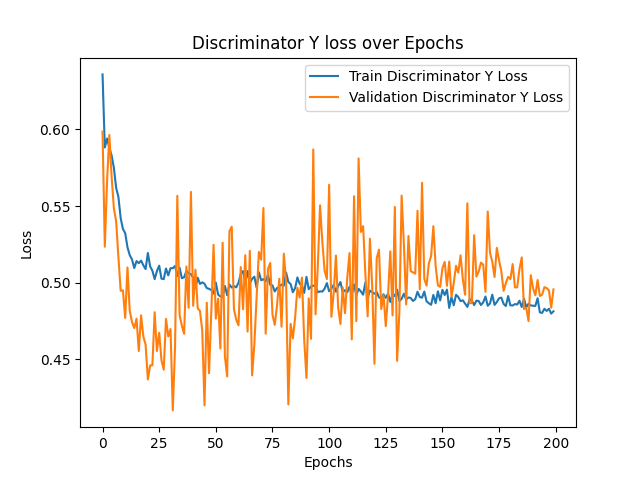 Discriminator Y loss over Epochs
Train Discriminator Y Loss
Validation Discriminator Y Loss
0.60
0.55
0.50
0.45
Loss
0 25 50 75 100 125 150 175 200
Epochs